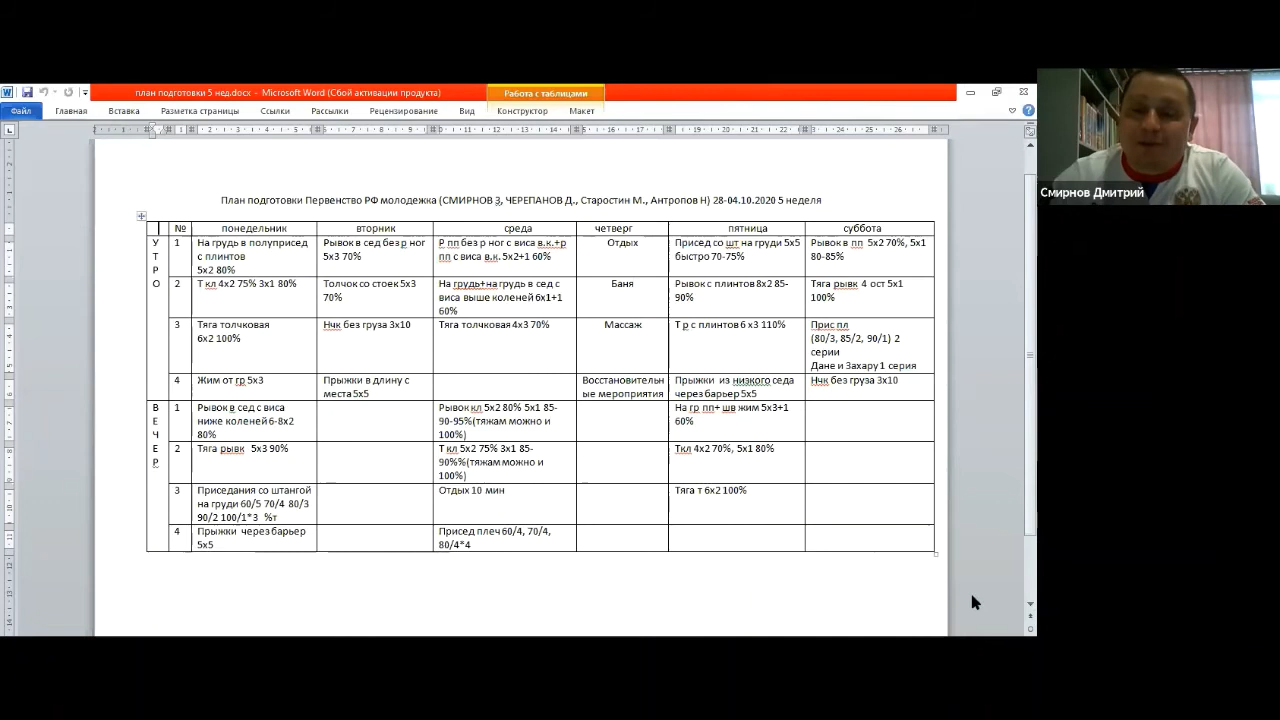 план подготовки 5 нед.docx - Microsoft Word (Сбой активации продукта)
Работа с таблицами
Файл
Главная
Вставка
Разметка страницы
Ссылки
Рассылки
Рецензирование
Вид
Конструктор
Макет
Смирнов Дмитрий
План подготовки Первенство РФ молодежка (СМИРНОВ З, ЧЕРЕПАНОВ Д., Старостин М., Антропов Н) 28-04.10.2020 5 неделя
№ понедельник вторник среда четверг пятница суббота
У
Т
Р
О
1
На грудь в полуприсед
с плинтов
5х2 80%
Рывок в сед без р ног
5х3 70%
Р пп без р ног с виса в.к.+р
пп с виса в.к. 5х2+1 60%
Отдых
Присед со шт на груди 5х5
быстро 70-75%
Рывок в пп 5х2 70%, 5х1
80-85%
2
Т кл 4х2 75% 3х1 80%
Толчок со стоек 5х3
70%
На грудь+на грудь в сед с
виса выше коленей 6х1+1
60%
Баня
Рывок с плинтов 8х2 85-
90%
Тяга рывк 4 ост 5х1
100%
3
Тяга толчковая
6х2 100%
Нчк без груза 3х10
Тяга толчковая 4х3 70%
Массаж
Т р с плинтов 6 х3 110%
Прис пл
(80/3, 85/2, 90/1) 2
серии
Дане и Захару 1 серия
4
Жим от гр 5х3
Прыжки в длину с
места 5х5
Восстановительн
ые мероприятия
Прыжки из низкого седа
через барьер 5х5
Нчк без груза 3х10
В
Е
Ч
Е
Р
1
Рывок в сед с виса
ниже коленей 6-8х2
80%
Рывок кл 5х2 80% 5х1 85-
90-95%(тяжам можно и
100%)
На гр пп+ шв жим 5х3+1
60%
2
Тяга рывк 5х3 90%
Т кл 5х2 75% 3х1 85-
90%%(тяжам можно и
100%)
Ткл 4х2 70%, 5х1 80%
3
Приседания со штангой
на груди 60/5 70/4 80/3
90/2 100/1*3 %т
Отдых 10 мин
Тяга т 6х2 100%
4
Прыжки через барьер
5х5
Присед плеч 60/4, 70/4,
80/4*4